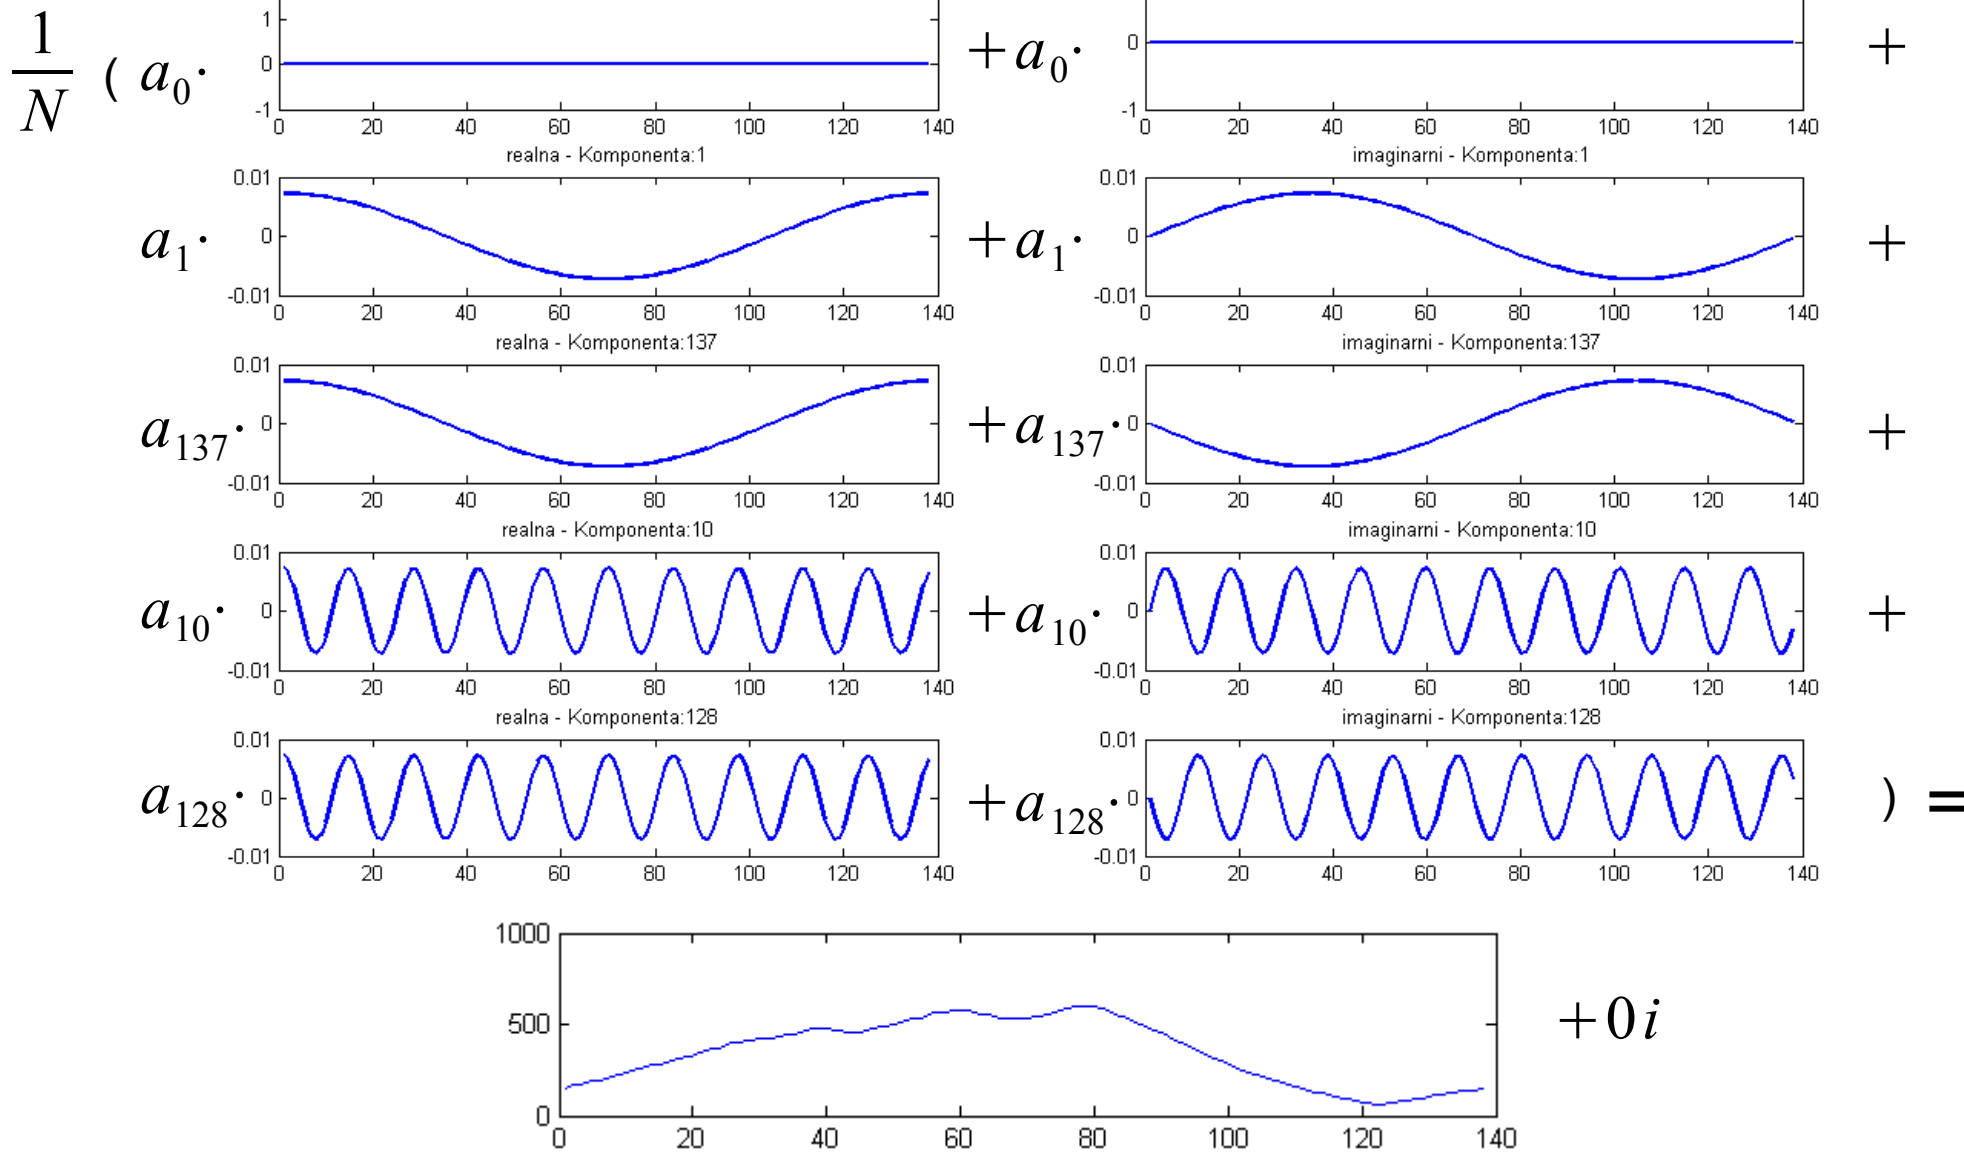 1/N ( a₀· 1 0 -1 +a₀· 0 -1 +
0 20 40 60 80 100 120 140 0 20 40 60 80 100 120 140
realna - Komponenta:1 imaginarni - Komponenta:1
a₁· 0.01 0 -0.01 +a₁· 0.01 0 -0.01 +
0 20 40 60 80 100 120 140 0 20 40 60 80 100 120 140
realna - Komponenta:137 imaginarni - Komponenta:137
a₁₃₇· 0.01 0 -0.01 +a₁₃₇· 0.01 0 -0.01 +
0 20 40 60 80 100 120 140 0 20 40 60 80 100 120 140
realna - Komponenta:10 imaginarni - Komponenta:10
a₁₀· 0.01 0 -0.01 +a₁₀· 0.01 0 -0.01 +
0 20 40 60 80 100 120 140 0 20 40 60 80 100 120 140
realna - Komponenta:128 imaginarni - Komponenta:128
a₁₂₈· 0.01 0 -0.01 +a₁₂₈· 0.01 0 -0.01 ) =
0 20 40 60 80 100 120 140 0 20 40 60 80 100 120 140
1000
500 +0i
0
0 20 40 60 80 100 120 140